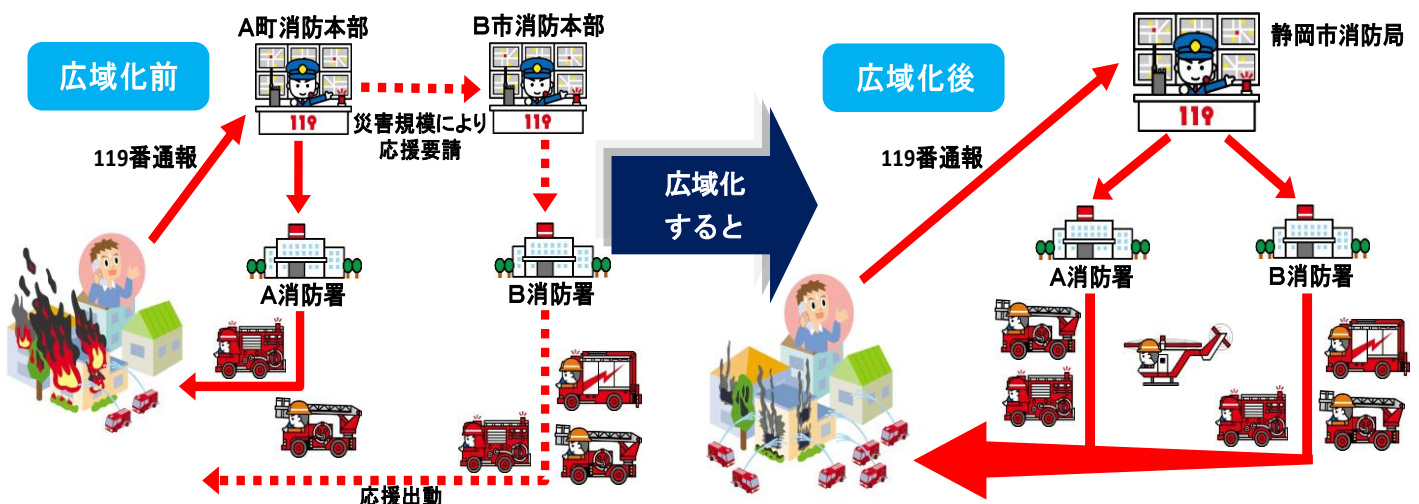 広域化前
A町消防本部
B市消防本部
119
119
災害規模により
応援要請
119番通報
A消防署
B消防署
応援出動
広域化
すると
広域化後
静岡市消防局
119
119番通報
A消防署
B消防署